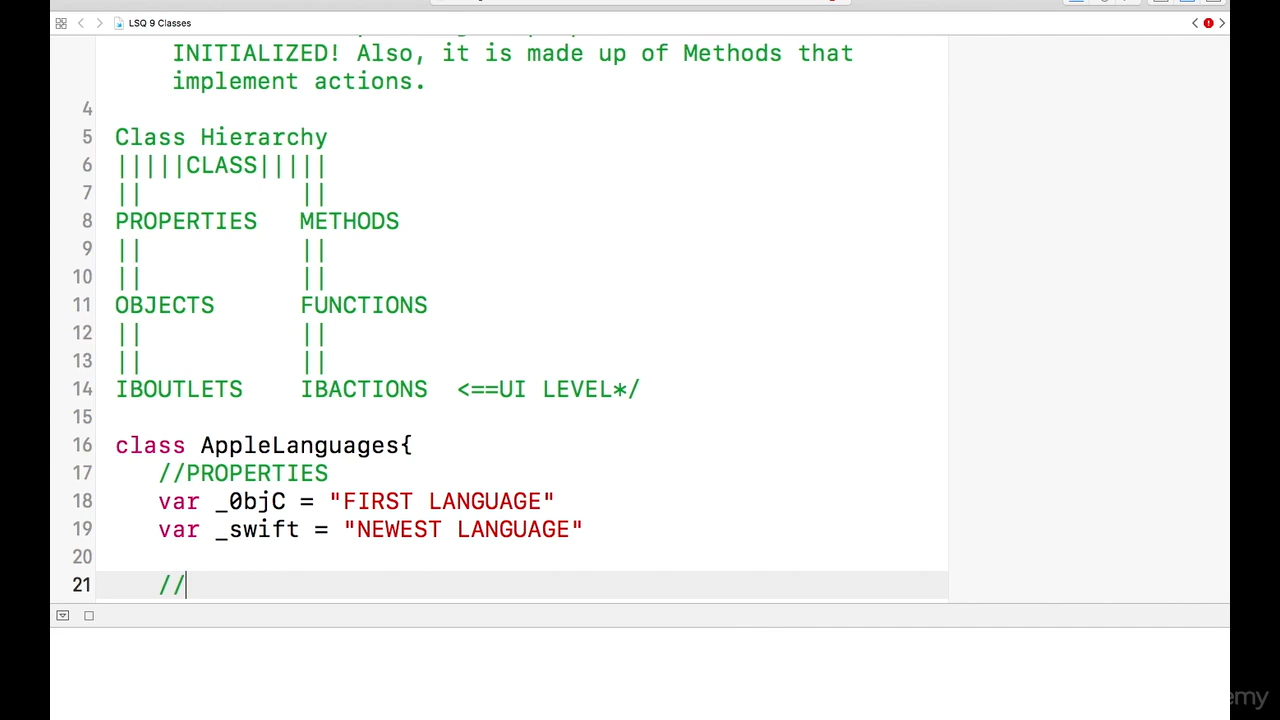 LSQ 9 Classes
INITIALIZED! Also, it is made up of Methods that
implement actions.
4
5 Class Hierarchy
6 |||||CLASS|||||
7 || ||
8 PROPERTIES METHODS
9 || ||
10 || ||
11 OBJECTS FUNCTIONS
12 || ||
13 || ||
14 IBOUTLETS IBACTIONS <==UI LEVEL*/
15
16 class AppleLanguages{
17 //PROPERTIES
18 var _0bjC = "FIRST LANGUAGE"
19 var _swift = "NEWEST LANGUAGE"
20
21 //
emy